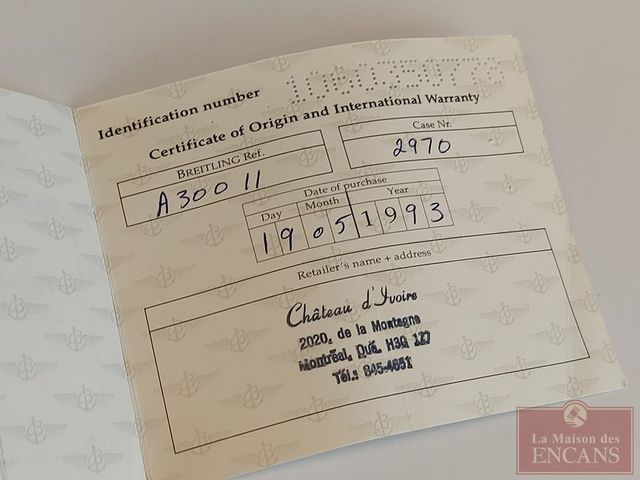 Identification number
Certificate of Origin and International Warranty
BREITLING Ref.
A30011
Case Nr.
2970
Date of purchase
Day Month Year
19 05 1993
Retailer's name + address
Château d'Ivoire
2020, de la Montagne
Montréal, Qué. H3G 1Z7
Tél.: 845-4651
La Maison des
ENCANS